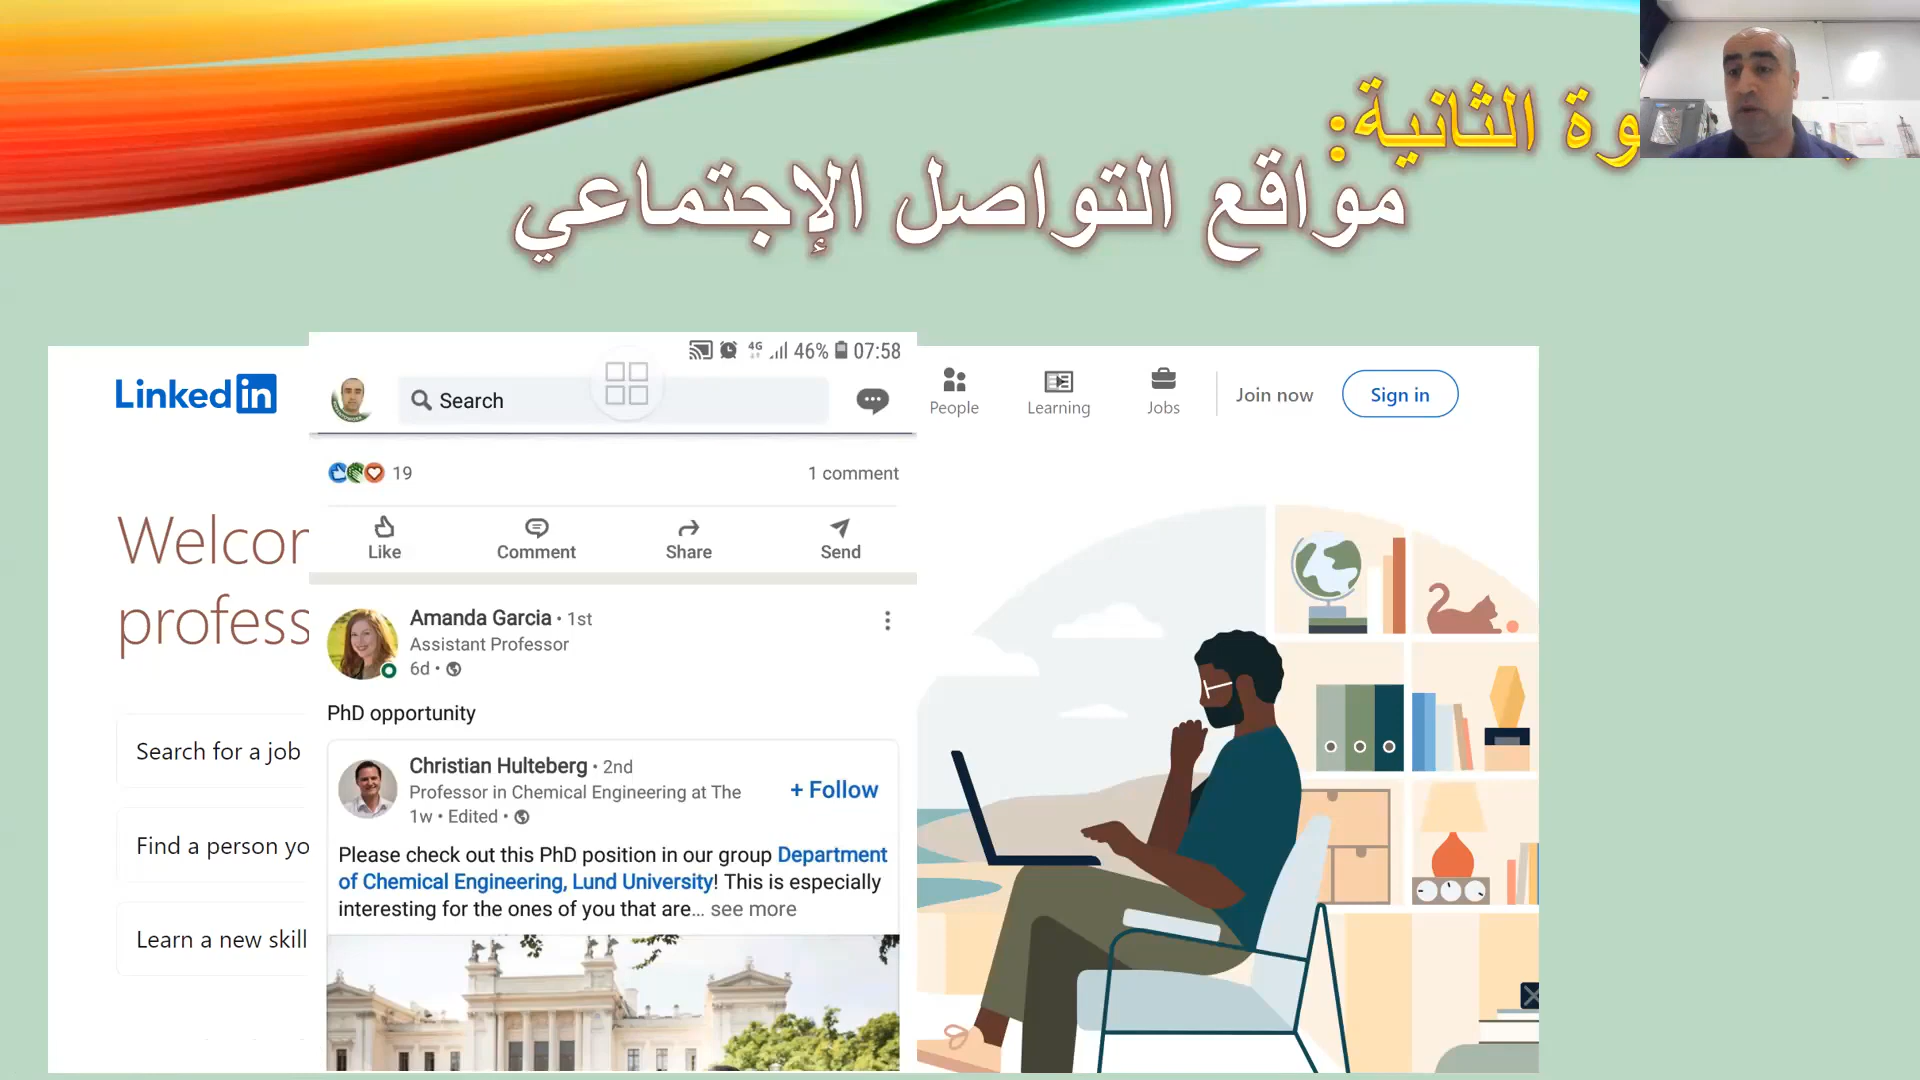 الثانية:
مواقع التواصل الإجتماعي
LinkedIn
4G 46% 07:58
Search
People
Learning
Jobs
Join now
Sign in
19
1 comment
Like
Comment
Share
Send
Amanda Garcia • 1st
Assistant Professor
6d •
PhD opportunity
Christian Hulteberg • 2nd
Professor in Chemical Engineering at The
1w • Edited •
+ Follow
Please check out this PhD position in our group Department
of Chemical Engineering, Lund University! This is especially
interesting for the ones of you that are... see more
Search for a job
Find a person yo
Learn a new skill